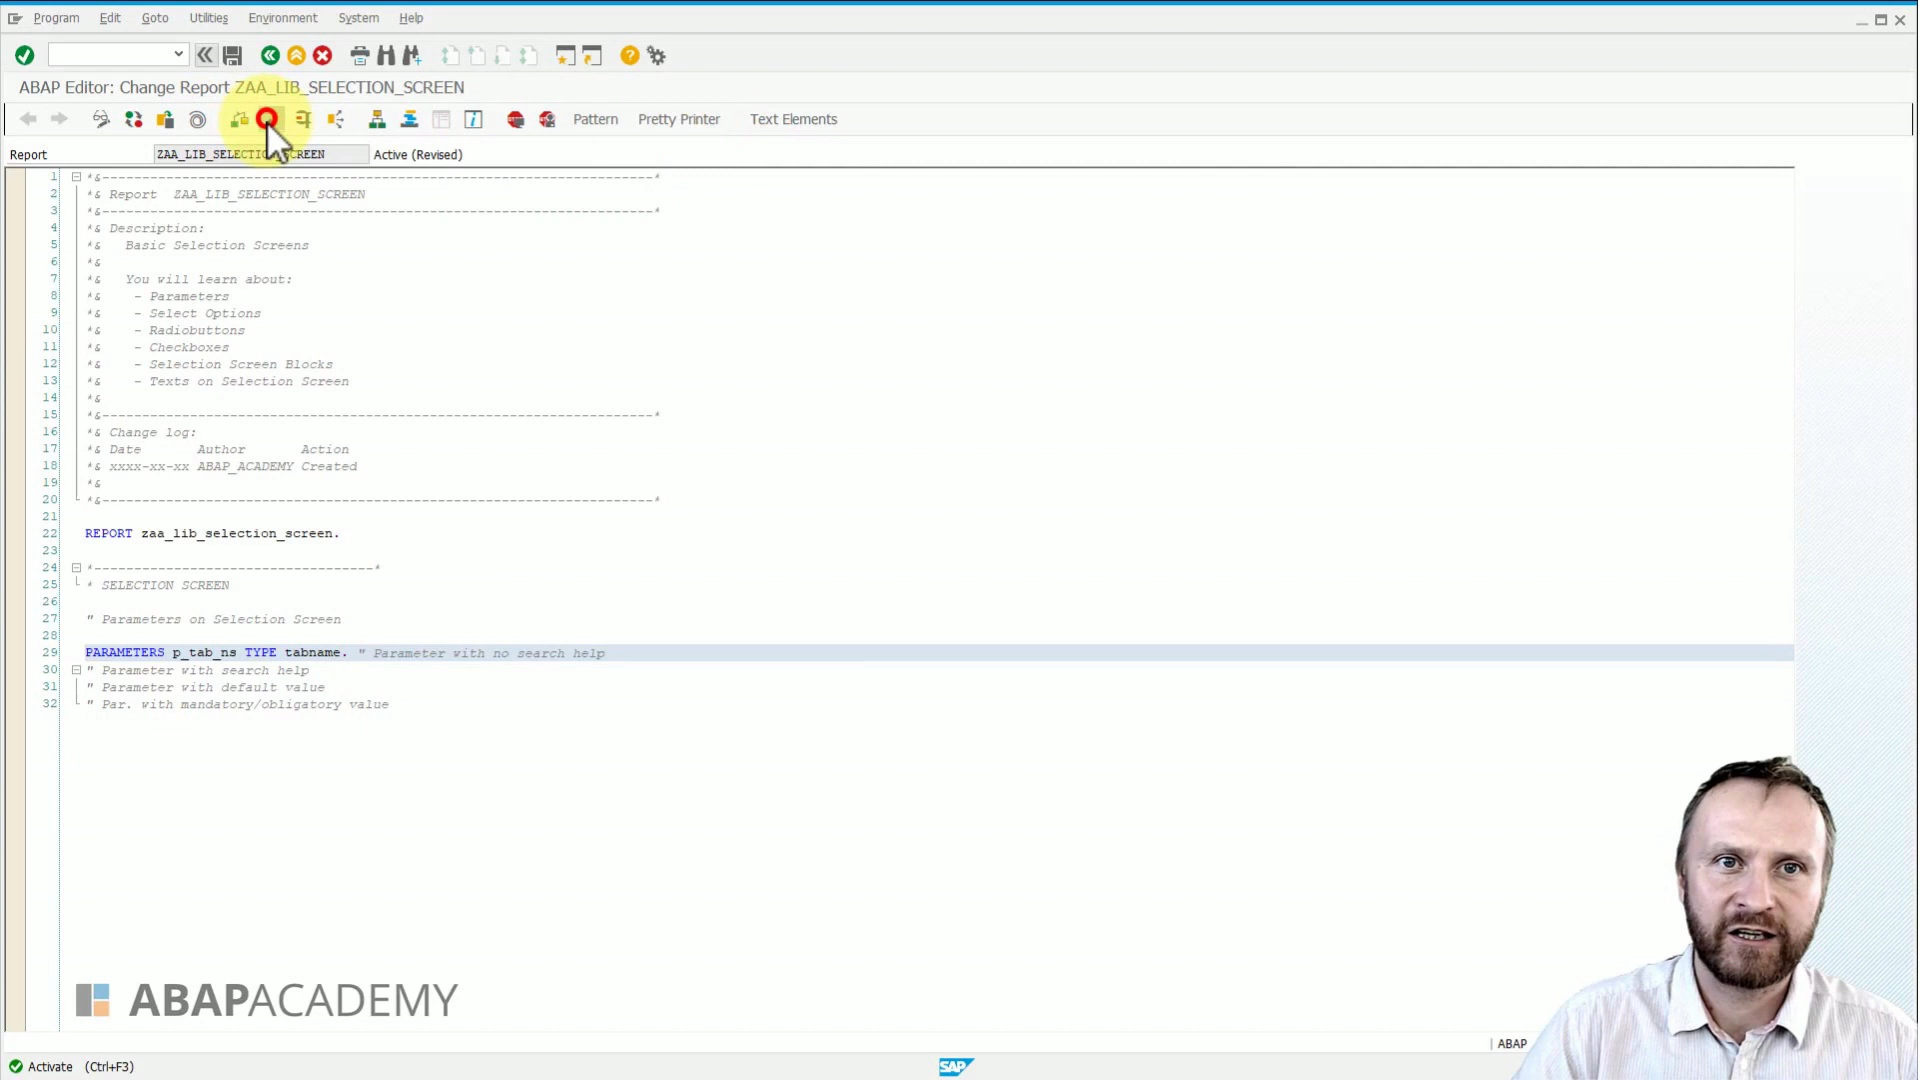 Program Edit Goto Utilities Environment System Help
ABAP Editor: Change Report ZAA_LIB_SELECTION_SCREEN
Pattern Pretty Printer Text Elements
Report ZAA_LIB_SELECTION_SCREEN Active (Revised)
1 *&---------------------------------------------------------------------*
2 *& Report ZAA_LIB_SELECTION_SCREEN
3 *&---------------------------------------------------------------------*
4 *& Description:
5 *& Basic Selection Screens
6 *&
7 *& You will learn about:
8 *& - Parameters
9 *& - Select Options
10 *& - Radiobuttons
11 *& - Checkboxes
12 *& - Selection Screen Blocks
13 *& - Texts on Selection Screen
14 *&
15 *&---------------------------------------------------------------------*
16 *& Change log:
17 *& Date Author Action
18 *& xxxx-xx-xx ABAP_ACADEMY Created
19 *&
20 *&---------------------------------------------------------------------*
21
22 REPORT zaa_lib_selection_screen.
23
24 *-----------------------------------*
25 * SELECTION SCREEN
26
27 " Parameters on Selection Screen
28
29 PARAMETERS p_tab_ns TYPE tabname. " Parameter with no search help
30 " Parameter with search help
31 " Parameter with default value
32 " Par. with mandatory/obligatory value
ABAPACADEMY
ABAP
Activate (Ctrl+F3)
SAP